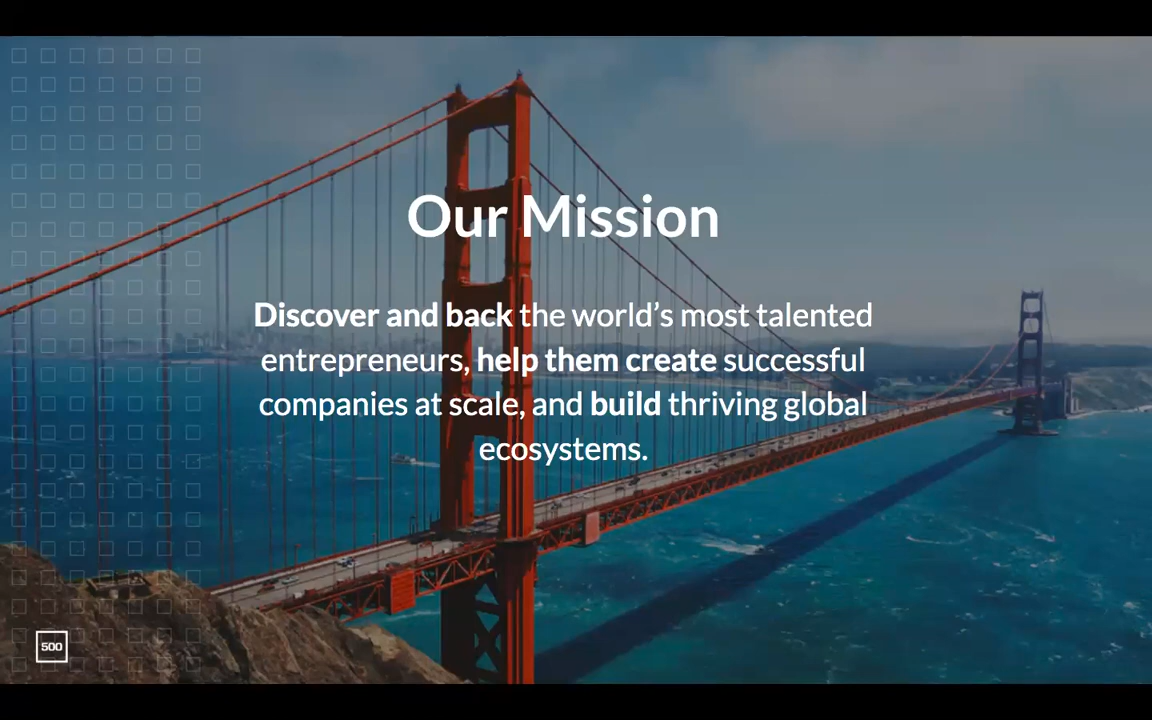 Our Mission
Discover and back the world’s most talented
entrepreneurs, help them create successful
companies at scale, and build thriving global
ecosystems.
500